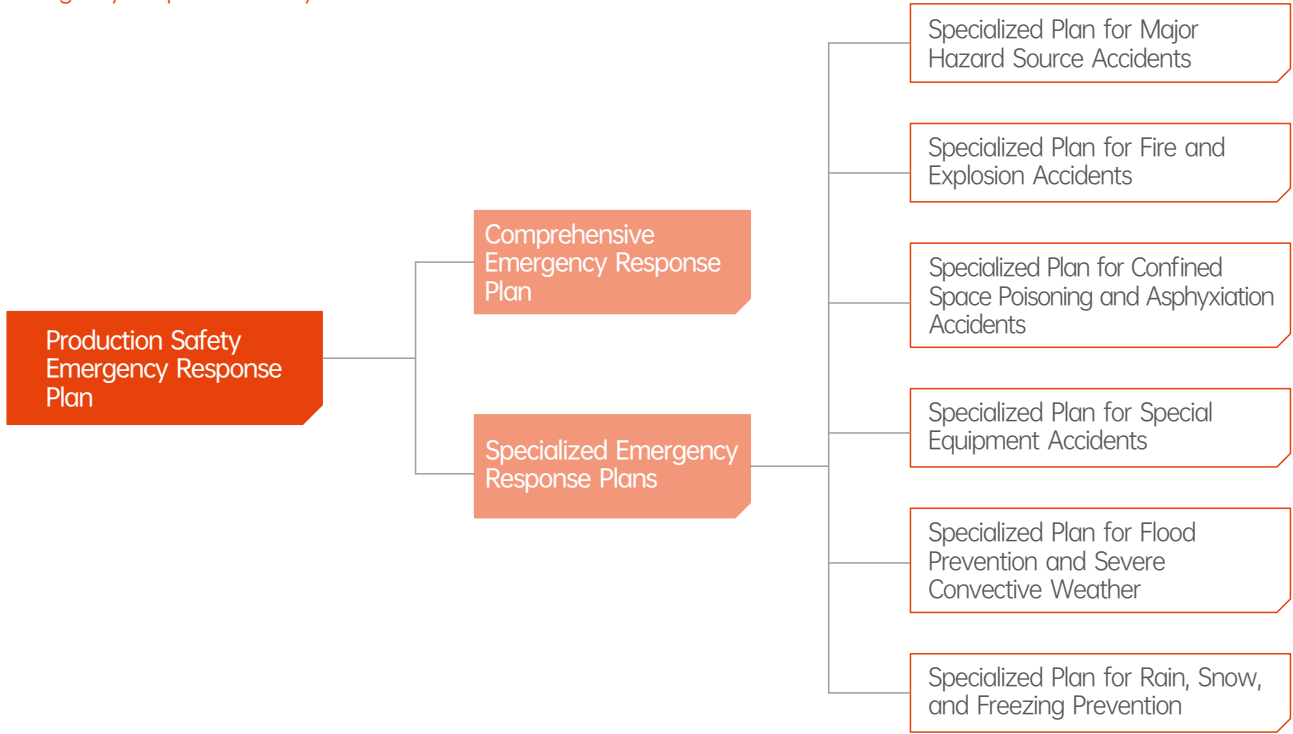 Production Safety
Emergency Response
Plan
Comprehensive
Emergency Response
Plan
Specialized Emergency
Response Plans
Specialized Plan for Major
Hazard Source Accidents
Specialized Plan for Fire and
Explosion Accidents
Specialized Plan for Confined
Space Poisoning and Asphyxiation
Accidents
Specialized Plan for Special
Equipment Accidents
Specialized Plan for Flood
Prevention and Severe
Convective Weather
Specialized Plan for Rain, Snow,
and Freezing Prevention